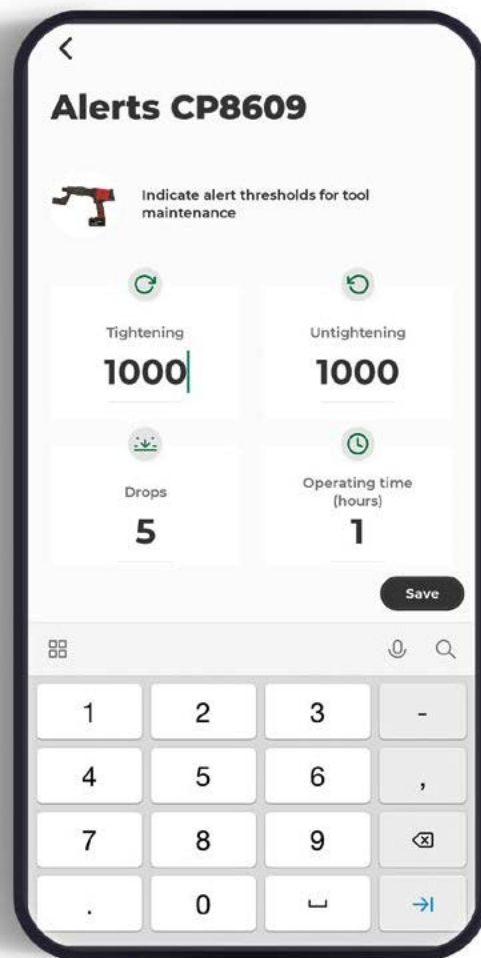 Alerts CP8609
Indicate alert thresholds for tool
maintenance
Tightening
1000
Untightening
1000
Drops
5
Operating time
(hours)
1
Save
1 2 3 -
4 5 6 ,
7 8 9
. 0